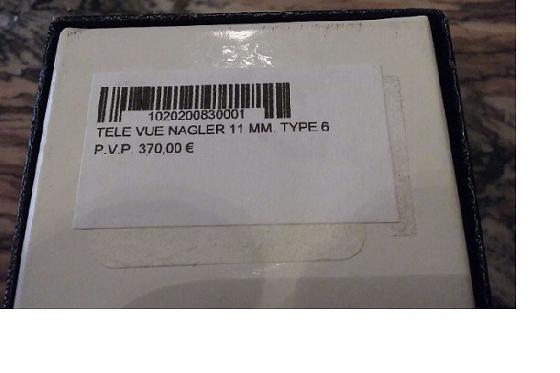 1020200830001
TELE VUE NAGLER 11 MM. TYPE 6
P.V.P. 370,00 €